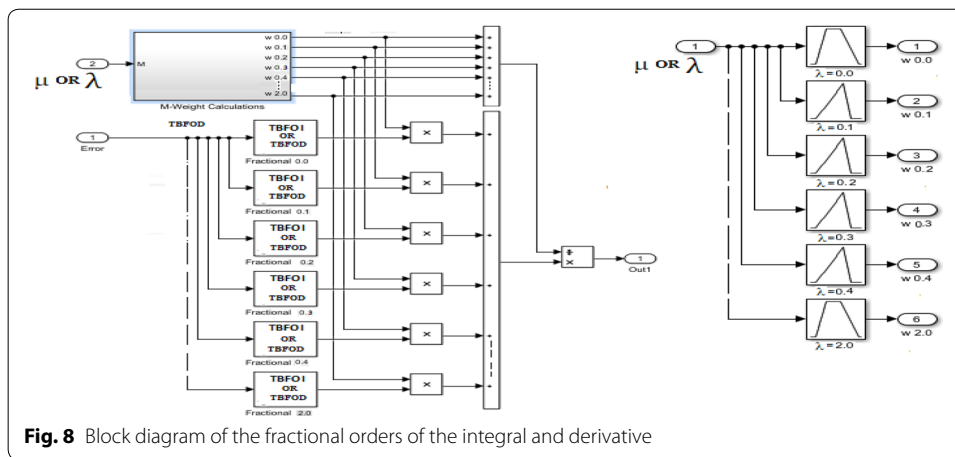 w 0.0
w 0.1
w 0.2
w 0.3
w 0.4
w 2.0
2
M
μ OR λ
M-Weight Calculations
TBFOD
1
Error
TBFOI
OR
TBFOD
Fractional 0.0
×
TBFOI
OR
TBFOD
Fractional 0.1
×
TBFOI
OR
TBFOD
Fractional 0.2
×
TBFOI
OR
TBFOD
Fractional 0.3
×
TBFOI
OR
TBFOD
Fractional 0.4
×
TBFOI
OR
TBFOD
Fractional 2.0
×
÷
×
1
Out1
1
μ OR λ
λ=0.0
1
w 0.0
λ=0.1
2
w 0.1
λ=0.2
3
w 0.2
λ=0.3
4
w 0.3
λ=0.4
5
w 0.4
λ=2.0
6
w 2.0
Fig. 8 Block diagram of the fractional orders of the integral and derivative